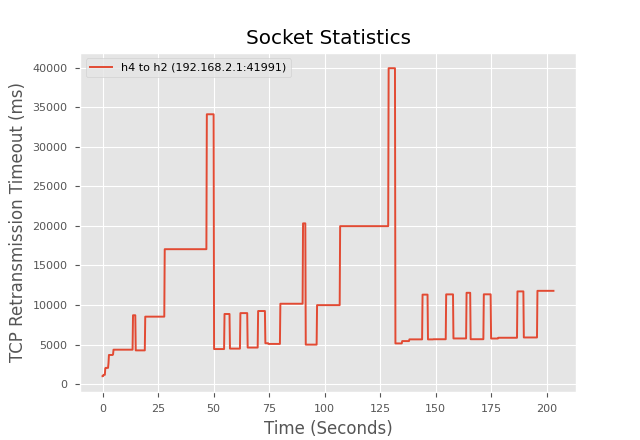 Socket Statistics
h4 to h2 (192.168.2.1:41991)
TCP Retransmission Timeout (ms)
40000
35000
30000
25000
20000
15000
10000
5000
0
0 25 50 75 100 125 150 175 200
Time (Seconds)